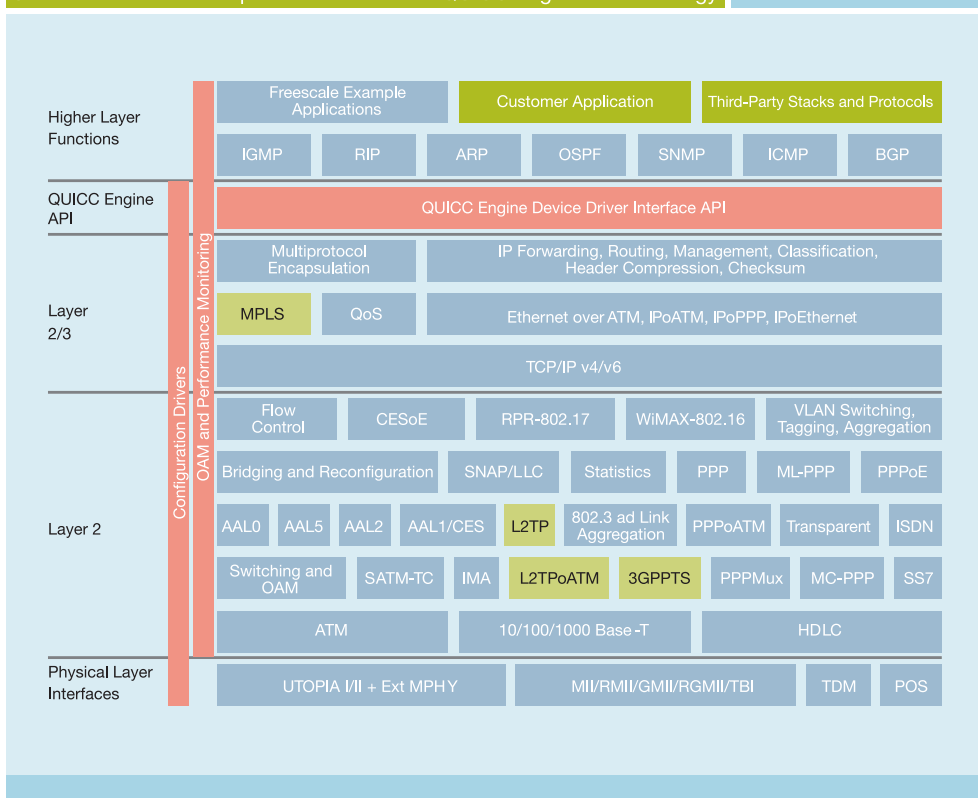 Higher Layer
Functions
Freescale Example
Applications
Customer Application
Third-Party Stacks and Protocols
IGMP
RIP
ARP
OSPF
SNMP
ICMP
BGP
QUICC Engine
API
QUICC Engine Device Driver Interface API
Configuration Drivers
OAM and Performance Monitoring
Layer
2/3
Multiprotocol
Encapsulation
IP Forwarding, Routing, Management, Classification,
Header Compression, Checksum
MPLS
QoS
Ethernet over ATM, IPoATM, IPoPPP, IPoEthernet
TCP/IP v4/v6
Layer 2
Flow
Control
CESoE
RPR-802.17
WiMAX-802.16
VLAN Switching,
Tagging, Aggregation
Bridging and Reconfiguration
SNAP/LLC
Statistics
PPP
ML-PPP
PPPoE
AAL0
AAL5
AAL2
AAL1/CES
L2TP
802.3 ad Link
Aggregation
PPPoATM
Transparent
ISDN
Switching and
OAM
SATM-TC
IMA
L2TPoATM
3GPPTS
PPPMux
MC-PPP
SS7
ATM
10/100/1000 Base-T
HDLC
Physical Layer
Interfaces
UTOPIA I/II + Ext MPHY
MII/RMII/GMII/RGMII/TBI
TDM
POS